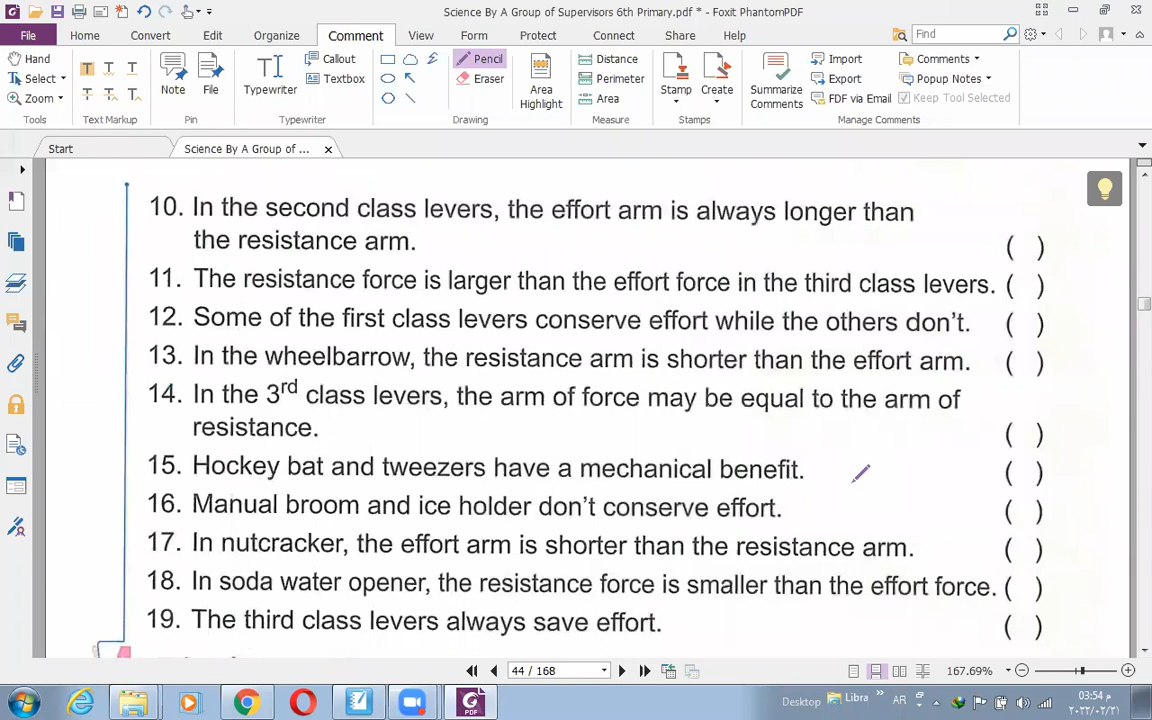 Science By A Group of Supervisors 6th Primary.pdf * - Foxit PhantomPDF
File Home Convert Edit Organize Comment View Form Protect Connect Share Help Find
Hand Select Zoom Tools
Text Markup
Note File Pin
Typewriter Callout Textbox Typewriter
Pencil Eraser Drawing
Area Highlight
Distance Perimeter Area Measure
Stamp Create Stamps
Summarize Comments Import Export FDF via Email Comments Popup Notes Keep Tool Selected Manage Comments
Start Science By A Group of ...
10. In the second class levers, the effort arm is always longer than
the resistance arm. ( )
11. The resistance force is larger than the effort force in the third class levers. ( )
12. Some of the first class levers conserve effort while the others don't. ( )
13. In the wheelbarrow, the resistance arm is shorter than the effort arm. ( )
14. In the 3rd class levers, the arm of force may be equal to the arm of
resistance. ( )
15. Hockey bat and tweezers have a mechanical benefit. ( )
16. Manual broom and ice holder don't conserve effort. ( )
17. In nutcracker, the effort arm is shorter than the resistance arm. ( )
18. In soda water opener, the resistance force is smaller than the effort force. ( )
19. The third class levers always save effort. ( )
44 / 168 167.69%
PDF Desktop Libra » AR 03:54 م
٢٠٢٢/٠٢/٢١